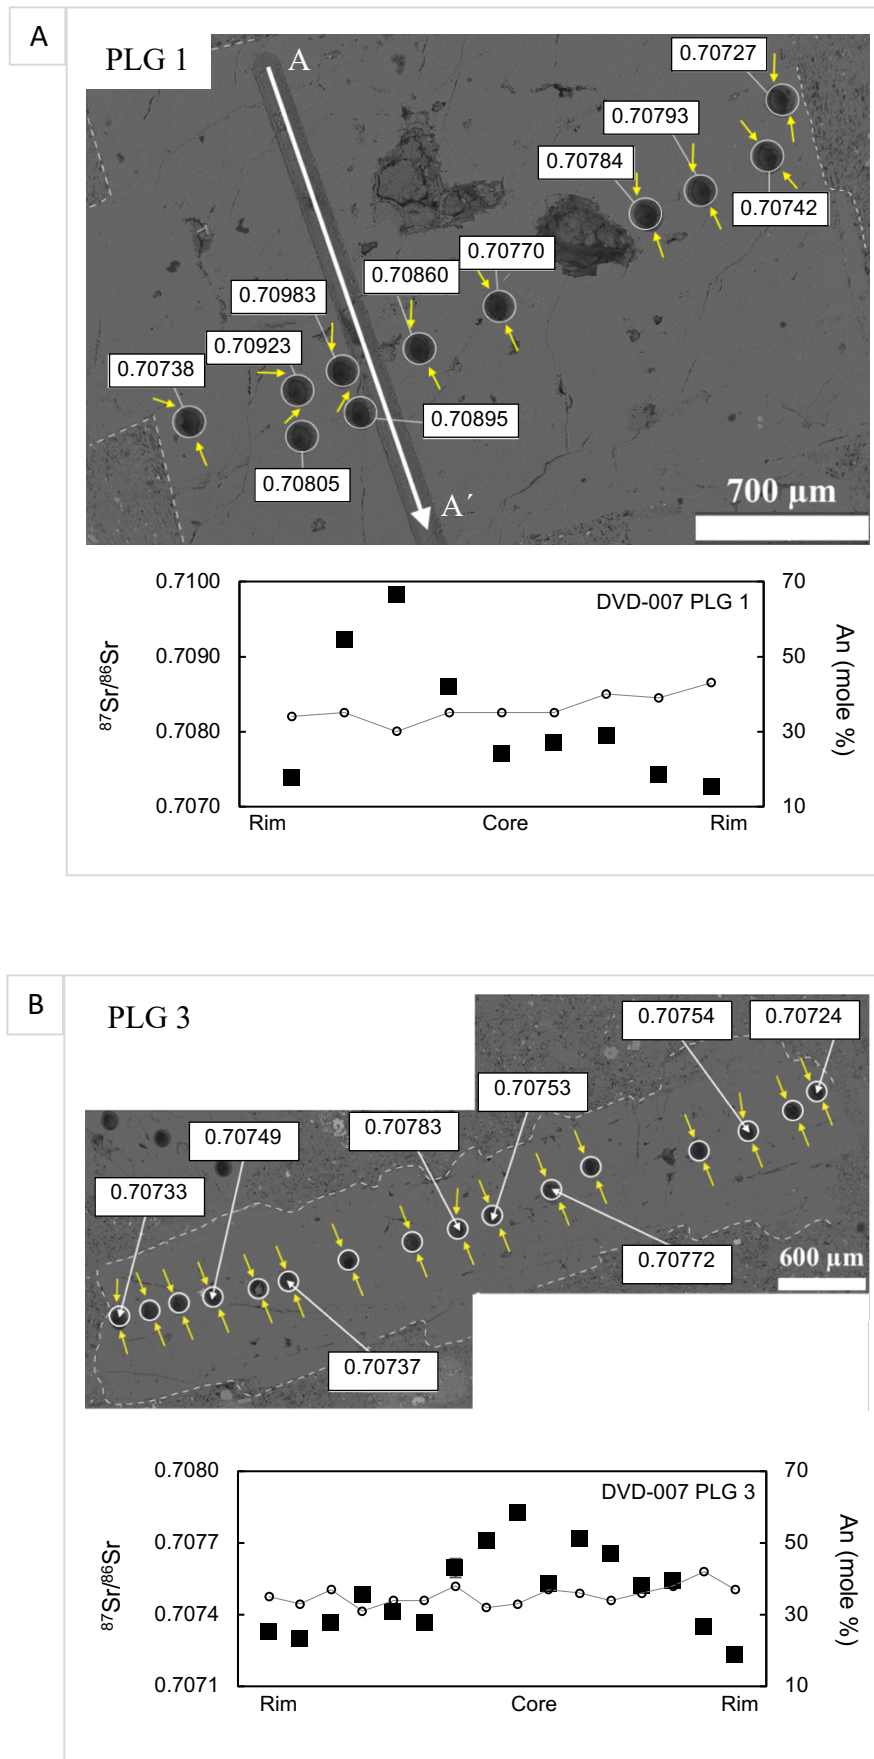 A
PLG 1
A
0.70727
0.70793
0.70784
0.70742
0.70770
0.70860
0.70983
0.70923
0.70738
0.70895
0.70805
A´
700 µm
0.7100
0.7090
0.7080
0.7070
87Sr/86Sr
DVD-007 PLG 1
70
50
30
10
An (mole %)
Rim Core Rim
B
PLG 3
0.70754 0.70724
0.70753
0.70783
0.70749
0.70733
0.70772
600 µm
0.70737
0.7080
0.7077
0.7074
0.7071
87Sr/86Sr
DVD-007 PLG 3
70
50
30
10
An (mole %)
Rim Core Rim